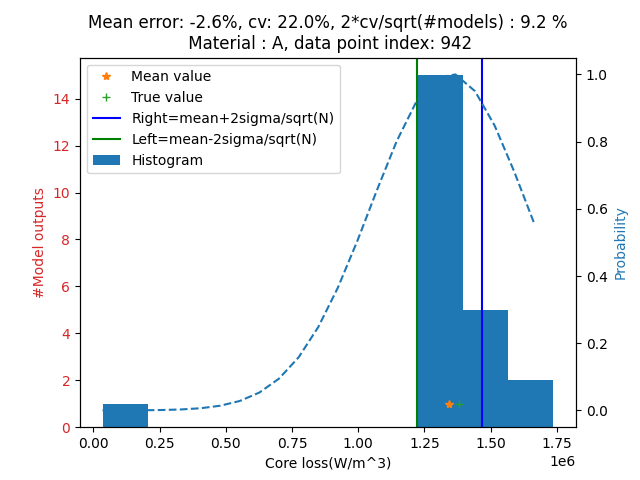 Mean error: -2.6%, cv: 22.0%, 2*cv/sqrt(#models) : 9.2 %
Material : A, data point index: 942
Mean value
True value
Right=mean+2sigma/sqrt(N)
Left=mean-2sigma/sqrt(N)
Histogram
#Model outputs
14
12
10
8
6
4
2
0
Probability
1.0
0.8
0.6
0.4
0.2
0.0
0.00 0.25 0.50 0.75 1.00 1.25 1.50 1.75
1e6
Core loss(W/m^3)